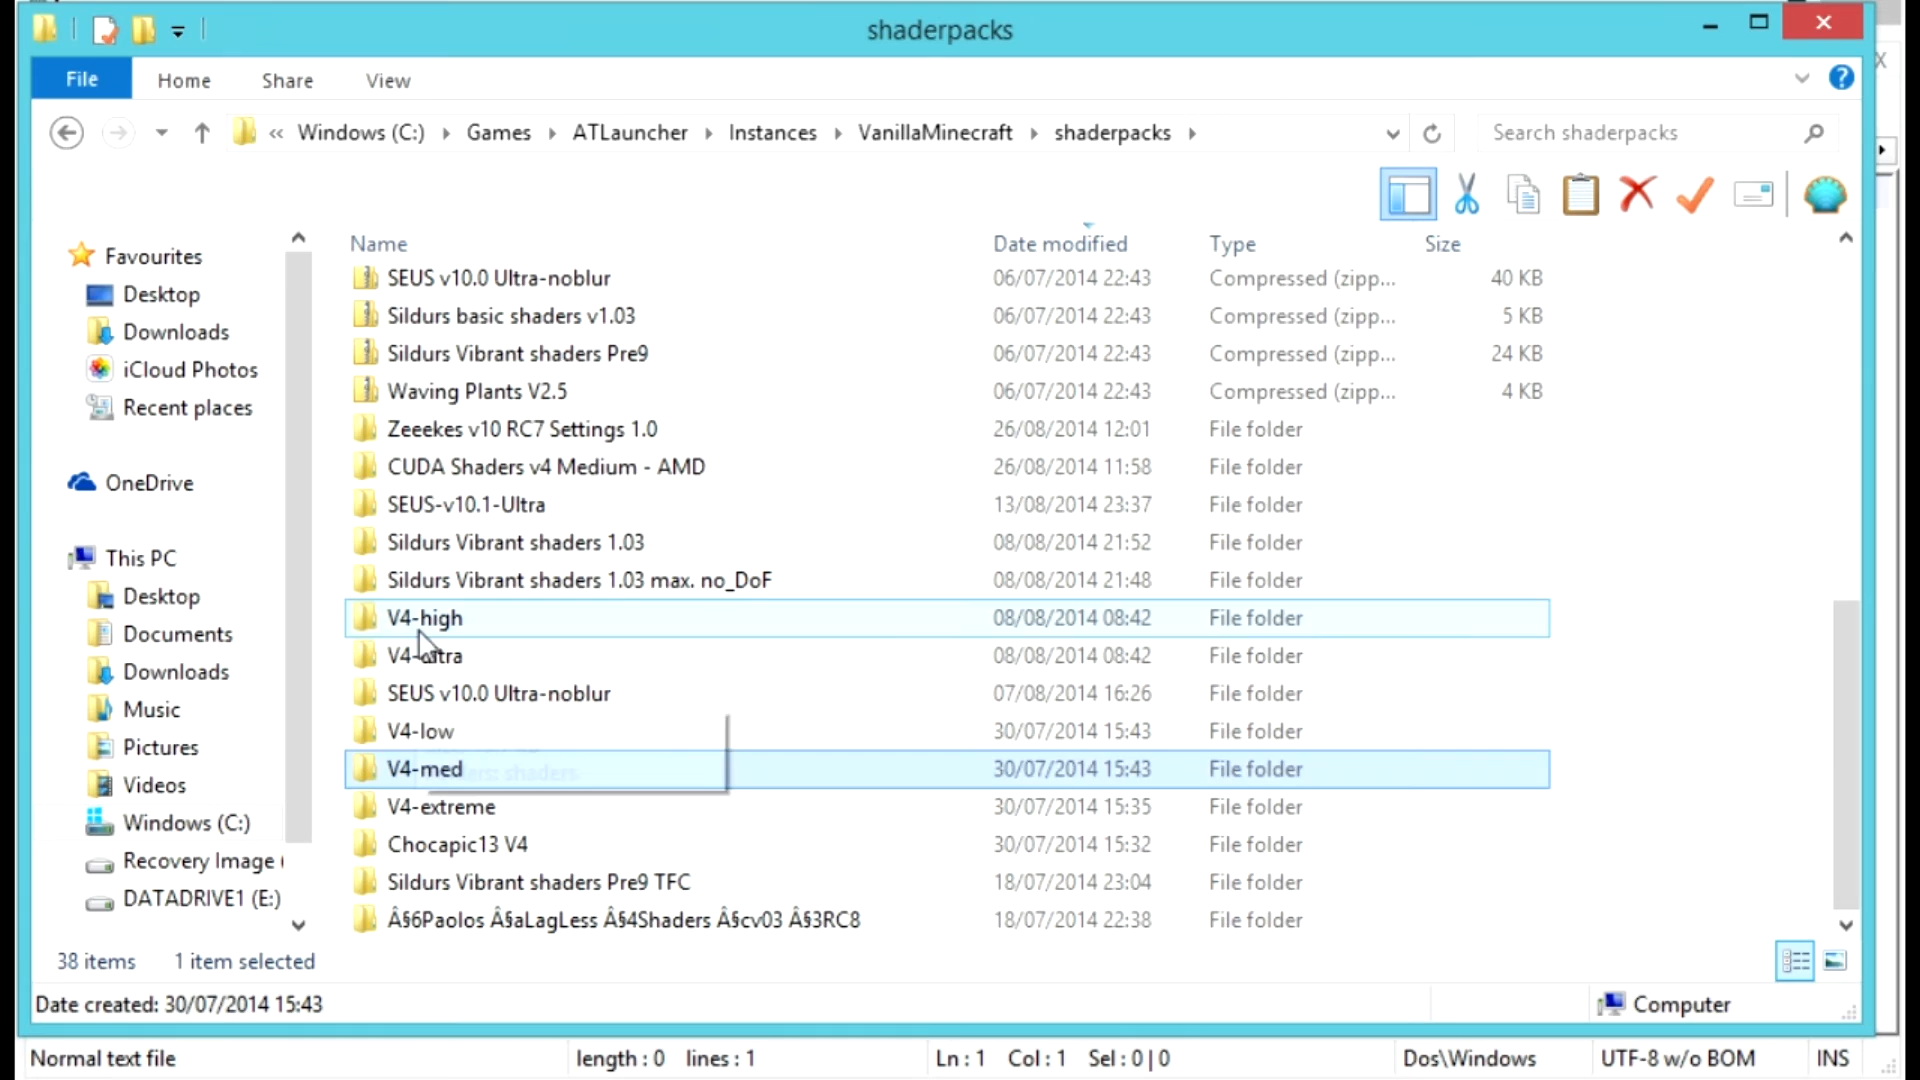 shaderpacks
File Home Share View
« Windows (C:) Games ATLauncher Instances VanillaMinecraft shaderpacks Search shaderpacks
Name Date modified Type Size
SEUS v10.0 Ultra-noblur 06/07/2014 22:43 Compressed (zipp... 40 KB
Sildurs basic shaders v1.03 06/07/2014 22:43 Compressed (zipp... 5 KB
Sildurs Vibrant shaders Pre9 06/07/2014 22:43 Compressed (zipp... 24 KB
Waving Plants V2.5 06/07/2014 22:43 Compressed (zipp... 4 KB
Zeeekes v10 RC7 Settings 1.0 26/08/2014 12:01 File folder
CUDA Shaders v4 Medium - AMD 26/08/2014 11:58 File folder
SEUS-v10.1-Ultra 13/08/2014 23:37 File folder
Sildurs Vibrant shaders 1.03 08/08/2014 21:52 File folder
Sildurs Vibrant shaders 1.03 max. no_DoF 08/08/2014 21:48 File folder
V4-high 08/08/2014 08:42 File folder
V4-ultra 08/08/2014 08:42 File folder
SEUS v10.0 Ultra-noblur 07/08/2014 16:26 File folder
V4-low 30/07/2014 15:43 File folder
V4-med 30/07/2014 15:43 File folder
V4-extreme 30/07/2014 15:35 File folder
Chocapic13 V4 30/07/2014 15:32 File folder
Sildurs Vibrant shaders Pre9 TFC 18/07/2014 23:04 File folder
Â§6Paolos Â§aLagLess Â§4Shaders Â§cv03 Â§3RC8 18/07/2014 22:38 File folder
Favourites
Desktop
Downloads
iCloud Photos
Recent places
OneDrive
This PC
Desktop
Documents
Downloads
Music
Pictures
Videos
Windows (C:)
Recovery Image (
DATADRIVE1 (E:)
38 items 1 item selected
Date created: 30/07/2014 15:43 Computer
Normal text file length : 0 lines : 1 Ln : 1 Col : 1 Sel : 0 | 0 Dos\Windows UTF-8 w/o BOM INS